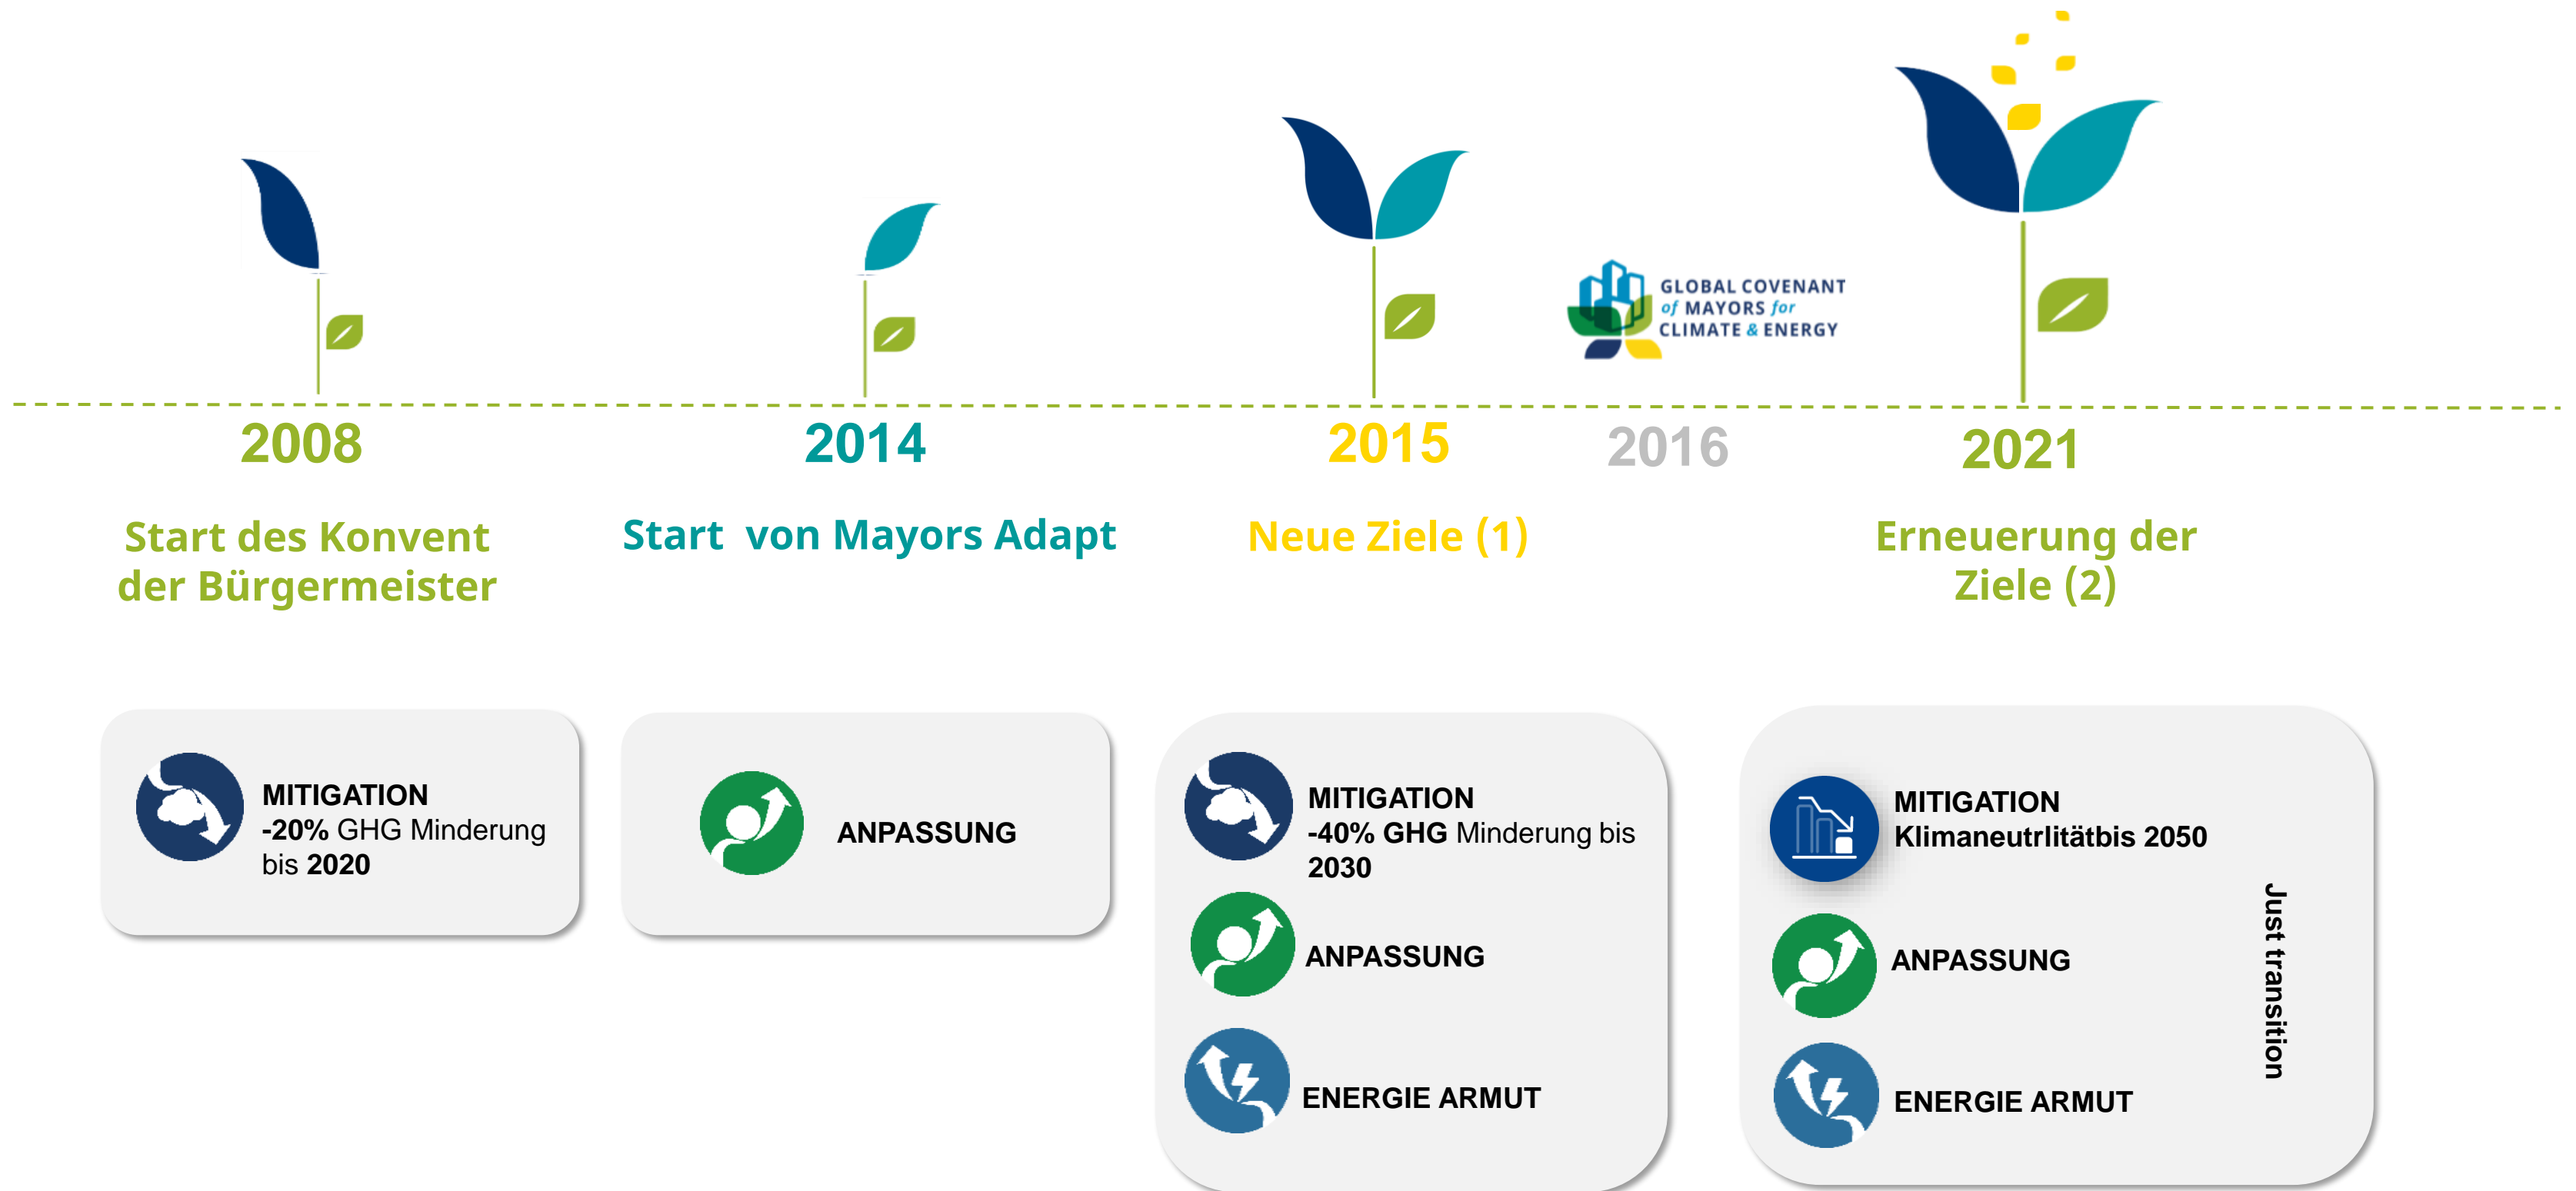 GLOBAL COVENANT
of MAYORS for
CLIMATE & ENERGY
2008
2014
2015
2016
2021
Start des Konvent
der Bürgermeister
Start von Mayors Adapt
Neue Ziele (1)
Erneuerung der
Ziele (2)
MITIGATION
-20% GHG Minderung
bis 2020
ANPASSUNG
MITIGATION
-40% GHG Minderung bis
2030
ANPASSUNG
ENERGIE ARMUT
MITIGATION
Klimaneutrlitätbis 2050
ANPASSUNG
ENERGIE ARMUT
Just transition